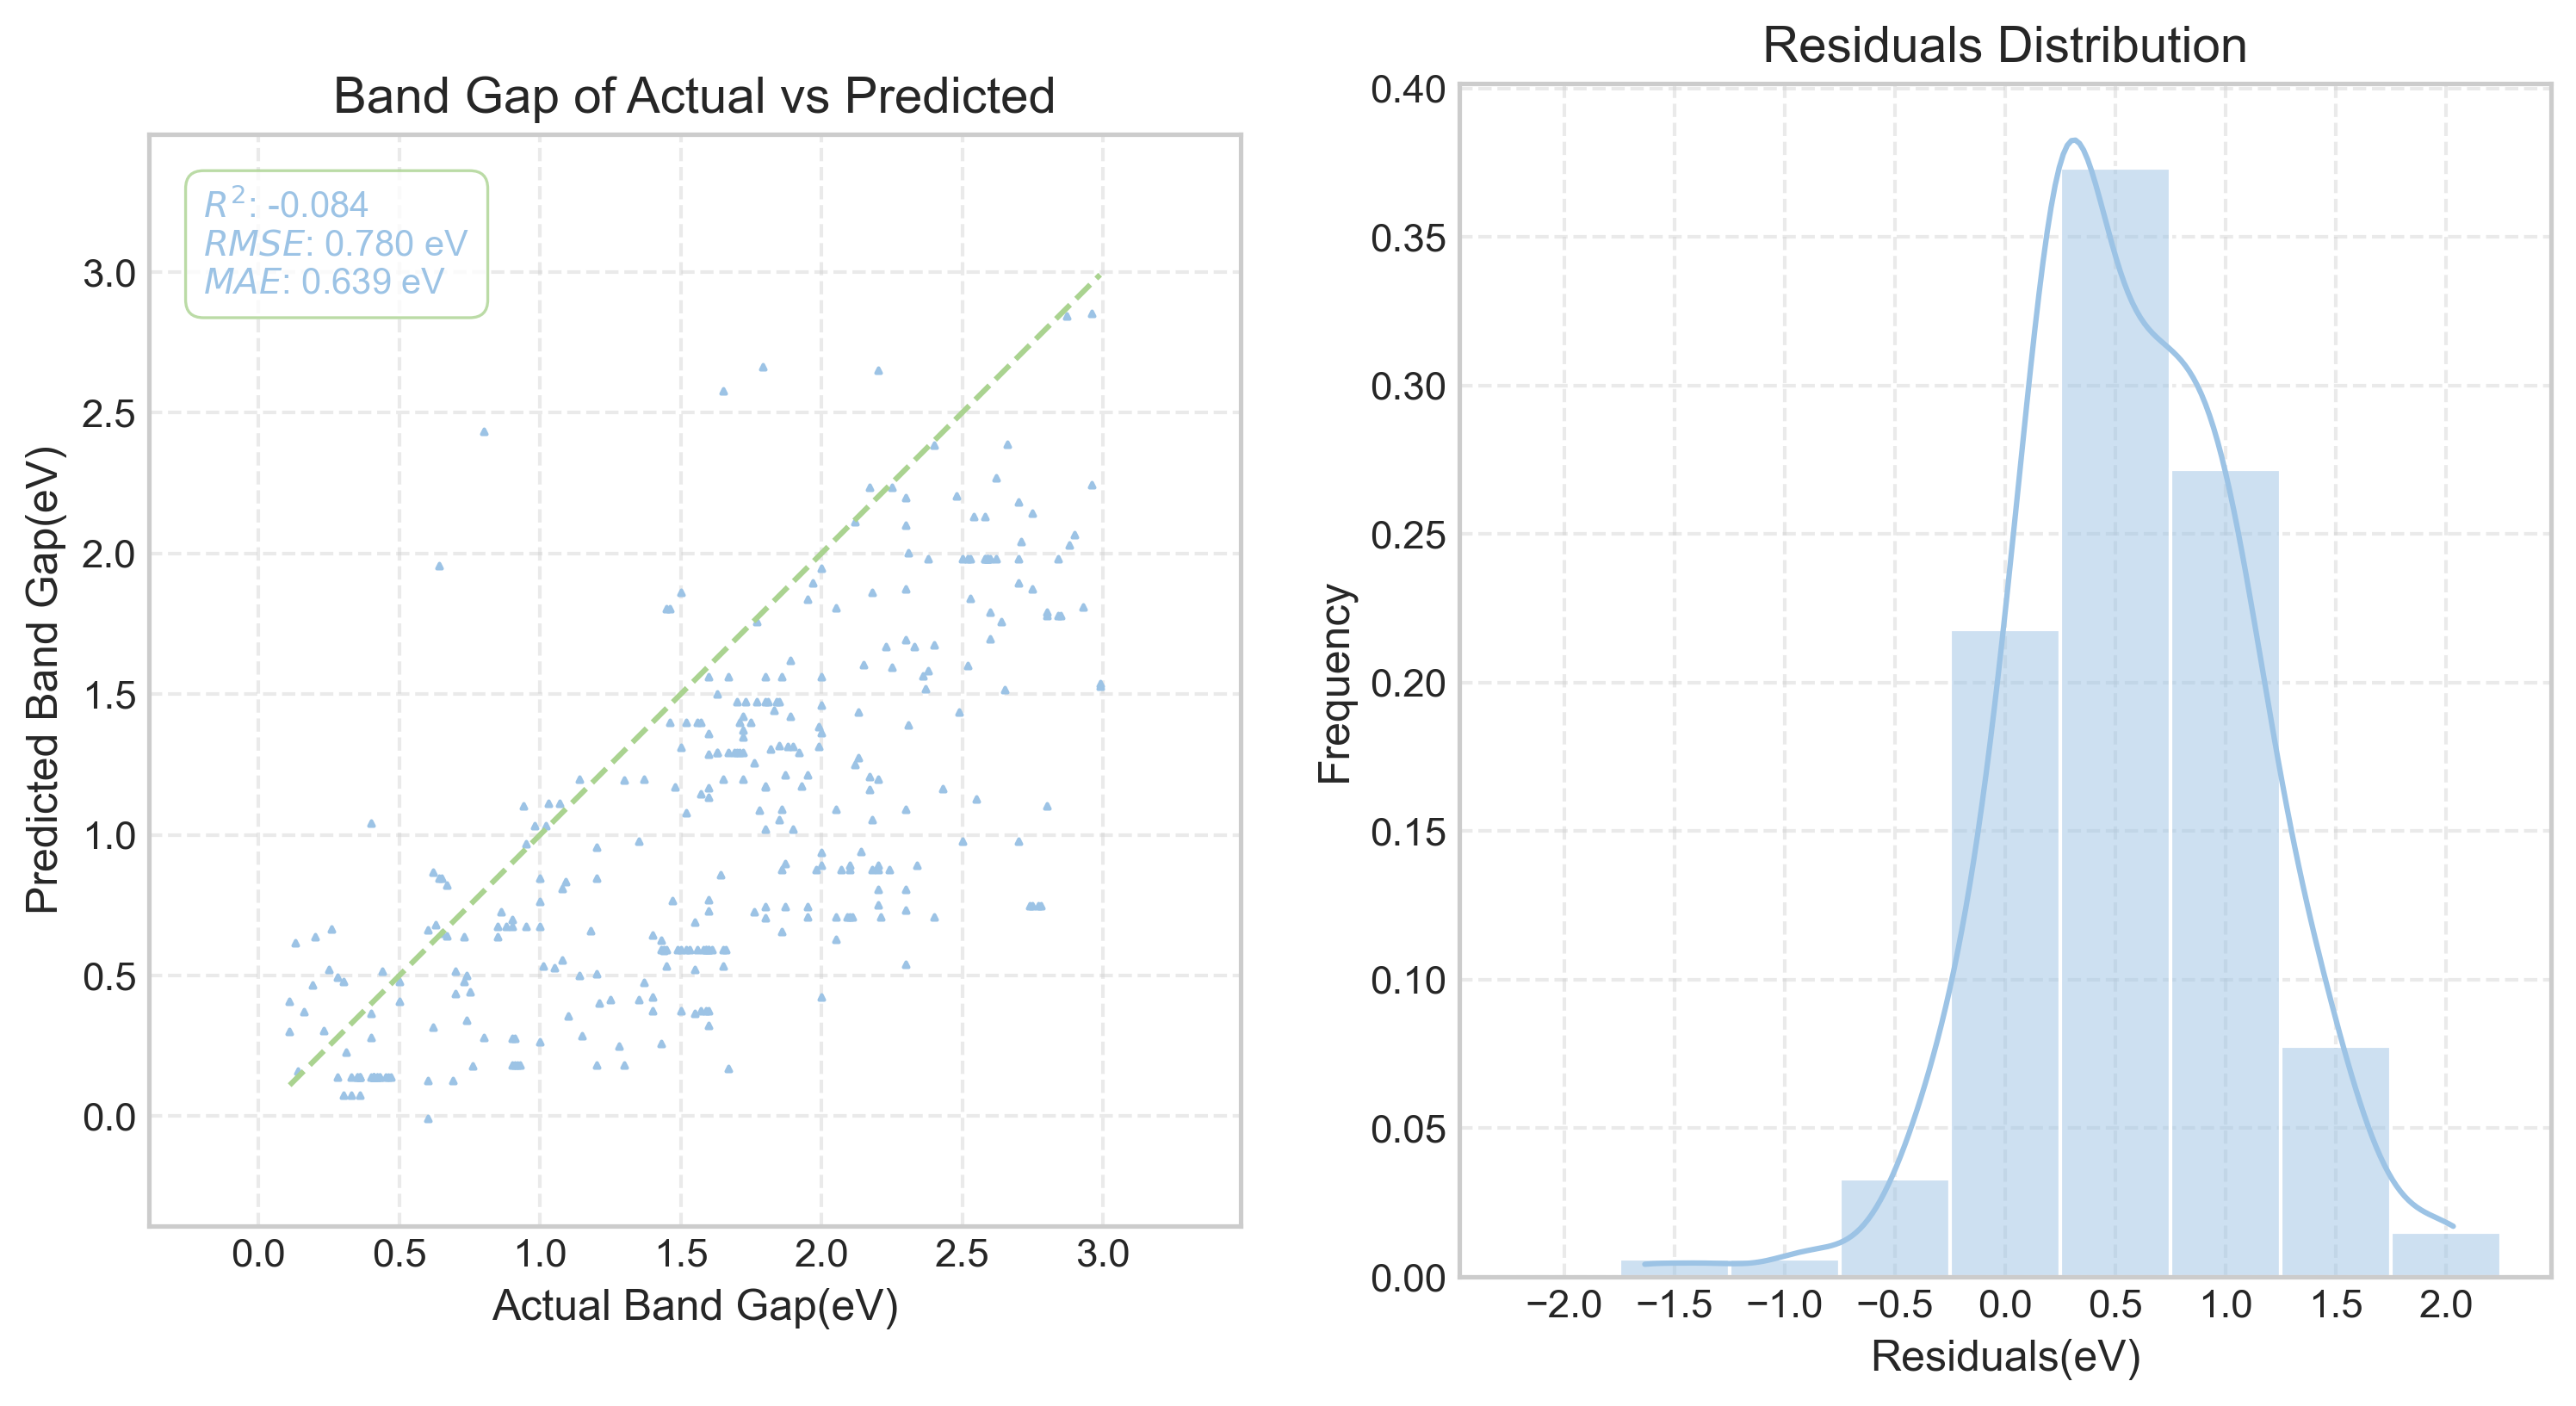 Band Gap of Actual vs Predicted
R²: -0.084
RMSE: 0.780 eV
MAE: 0.639 eV
3.0
2.5
2.0
1.5
1.0
0.5
0.0
Predicted Band Gap(eV)
0.0 0.5 1.0 1.5 2.0 2.5 3.0
Actual Band Gap(eV)
Residuals Distribution
0.40
0.35
0.30
0.25
0.20
0.15
0.10
0.05
0.00
Frequency
−2.0 −1.5 −1.0 −0.5 0.0 0.5 1.0 1.5 2.0
Residuals(eV)